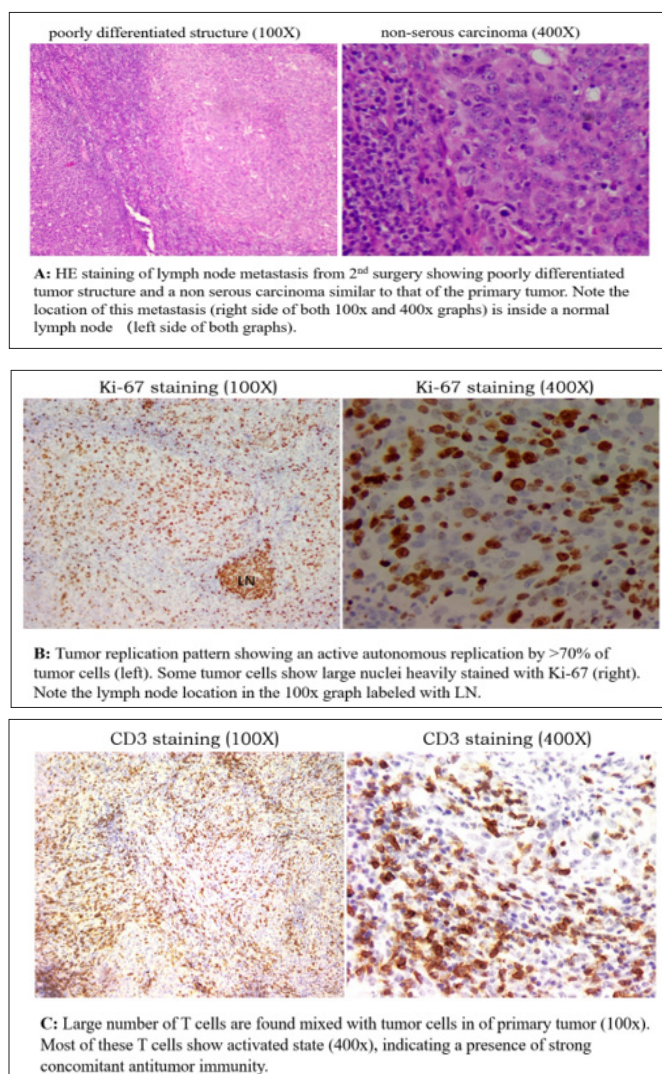 poorly differentiated structure (100X)
non-serous carcinoma (400X)
A: HE staining of lymph node metastasis from 2nd surgery showing poorly differentiated
tumor structure and a non serous carcinoma similar to that of the primary tumor. Note the
location of this metastasis (right side of both 100x and 400x graphs) is inside a normal
lymph node (left side of both graphs).
Ki-67 staining (100X)
Ki-67 staining (400X)
LN
B: Tumor replication pattern showing an active autonomous replication by >70% of
tumor cells (left). Some tumor cells show large nuclei heavily stained with Ki-67 (right).
Note the lymph node location in the 100x graph labeled with LN.
CD3 staining (100X)
CD3 staining (400X)
C: Large number of T cells are found mixed with tumor cells in of primary tumor (100x).
Most of these T cells show activated state (400x), indicating a presence of strong
concomitant antitumor immunity.